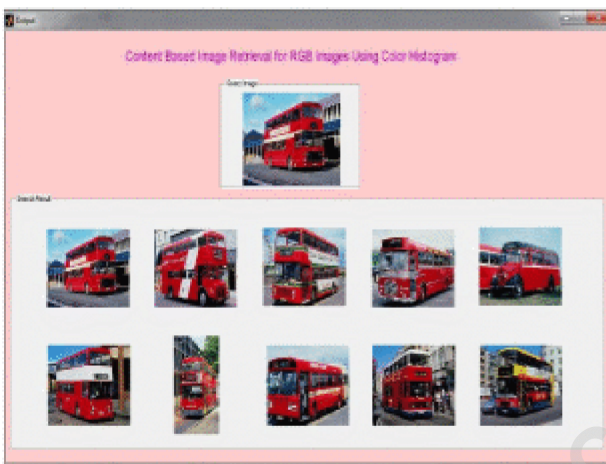 Output
Content Based Image Retrieval for RGB Images Using Color Histogram
Query Image
Search Result